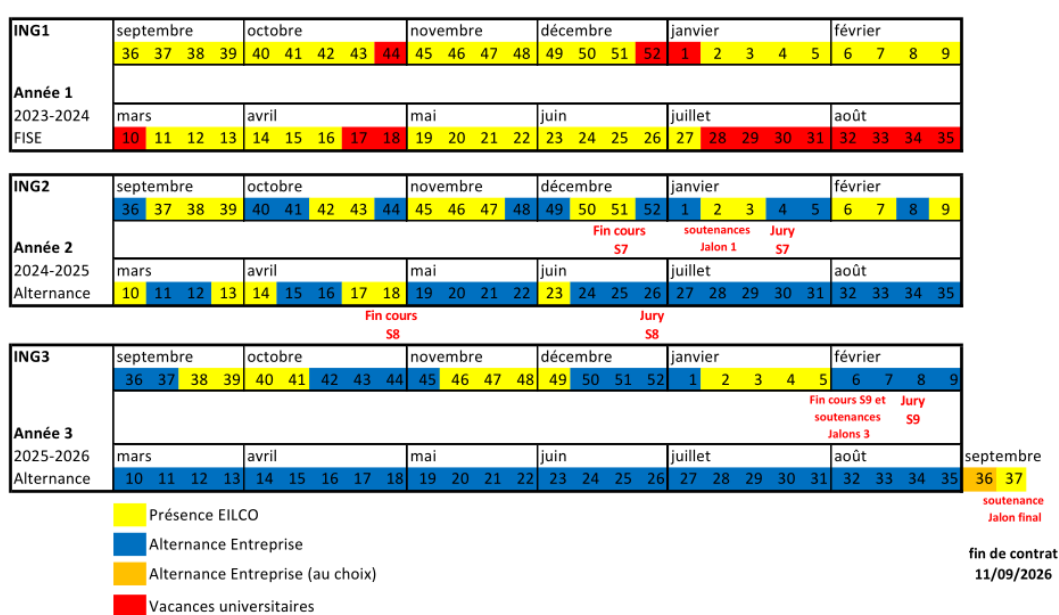 ING1 septembre octobre novembre décembre janvier février
36 37 38 39 40 41 42 43 44 45 46 47 48 49 50 51 52 1 2 3 4 5 6 7 8 9
Année 1
2023-2024 mars avril mai juin juillet août
FISE 10 11 12 13 14 15 16 17 18 19 20 21 22 23 24 25 26 27 28 29 30 31 32 33 34 35
ING2 septembre octobre novembre décembre janvier février
36 37 38 39 40 41 42 43 44 45 46 47 48 49 50 51 52 1 2 3 4 5 6 7 8 9
Fin cours soutenances Jury
S7 Jalon 1 S7
Année 2
2024-2025 mars avril mai juin juillet août
Alternance 10 11 12 13 14 15 16 17 18 19 20 21 22 23 24 25 26 27 28 29 30 31 32 33 34 35
Fin cours Jury
S8 S8
ING3 septembre octobre novembre décembre janvier février
36 37 38 39 40 41 42 43 44 45 46 47 48 49 50 51 52 1 2 3 4 5 6 7 8 9
Fin cours S9 et Jury
soutenances S9
Jalons 3
Année 3
2025-2026 mars avril mai juin juillet août septembre
Alternance 10 11 12 13 14 15 16 17 18 19 20 21 22 23 24 25 26 27 28 29 30 31 32 33 34 35 36 37
soutenance
Jalon final
Présence EILCO
Alternance Entreprise
fin de contrat
11/09/2026
Alternance Entreprise (au choix)
Vacances universitaires